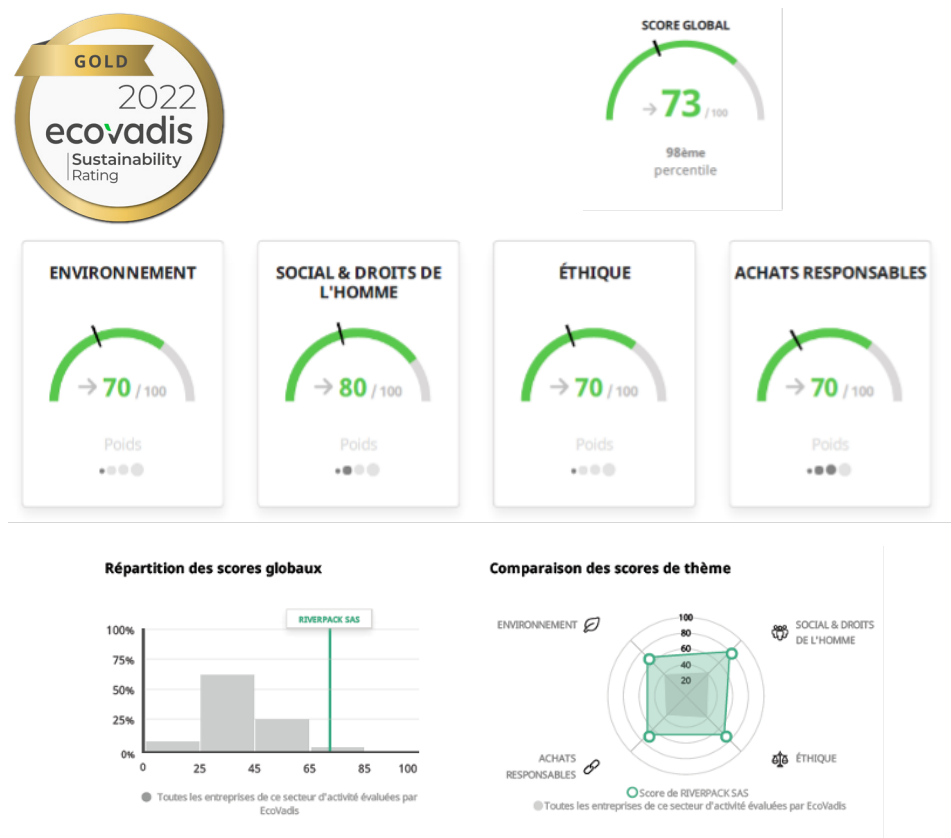 GOLD
2022
ecovadis
Sustainability
Rating
SCORE GLOBAL
73 / 100
98ème
percentile
ENVIRONNEMENT
70 / 100
Poids
SOCIAL & DROITS DE
L'HOMME
80 / 100
Poids
ÉTHIQUE
70 / 100
Poids
ACHATS RESPONSABLES
70 / 100
Poids
Répartition des scores globaux
RIVERPACK SAS
100%
75%
50%
25%
0%
0 25 45 65 85 100
Toutes les entreprises de ce secteur d'activité évaluées par
EcoVadis
Comparaison des scores de thème
ENVIRONNEMENT
SOCIAL & DROITS
DE L'HOMME
100
80
60
40
20
ACHATS
RESPONSABLES
ÉTHIQUE
Score de RIVERPACK SAS
Toutes les entreprises de ce secteur d'activité évaluées par EcoVadis